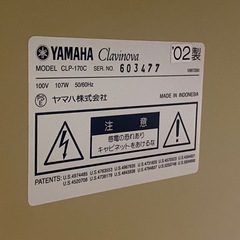 YAMAHA Clavinova '02製
MODEL CLP-170C SER NO. 603477
100V 107W 50/60Hz
ヤマハ株式会社
MADE IN INDONESIA
注意
感電の恐れあり
キャビネットをあけるな